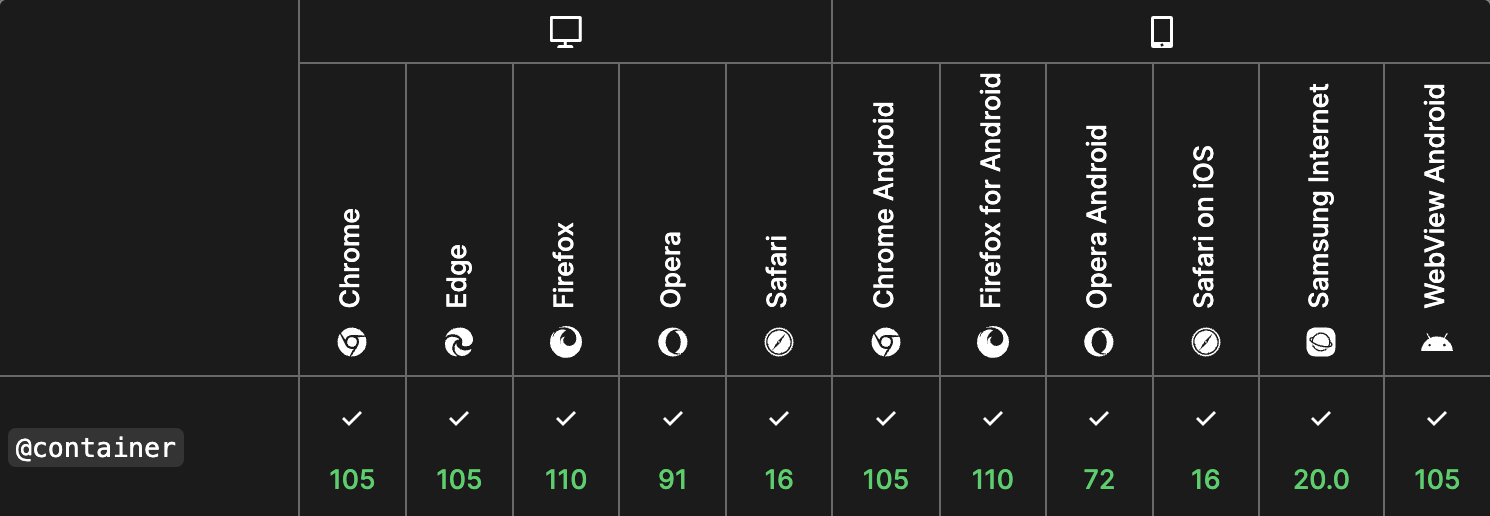 Chrome
Edge
Firefox
Opera
Safari
Chrome Android
Firefox for Android
Opera Android
Safari on iOS
Samsung Internet
WebView Android
@container
105
105
110
91
16
105
110
72
16
20.0
105